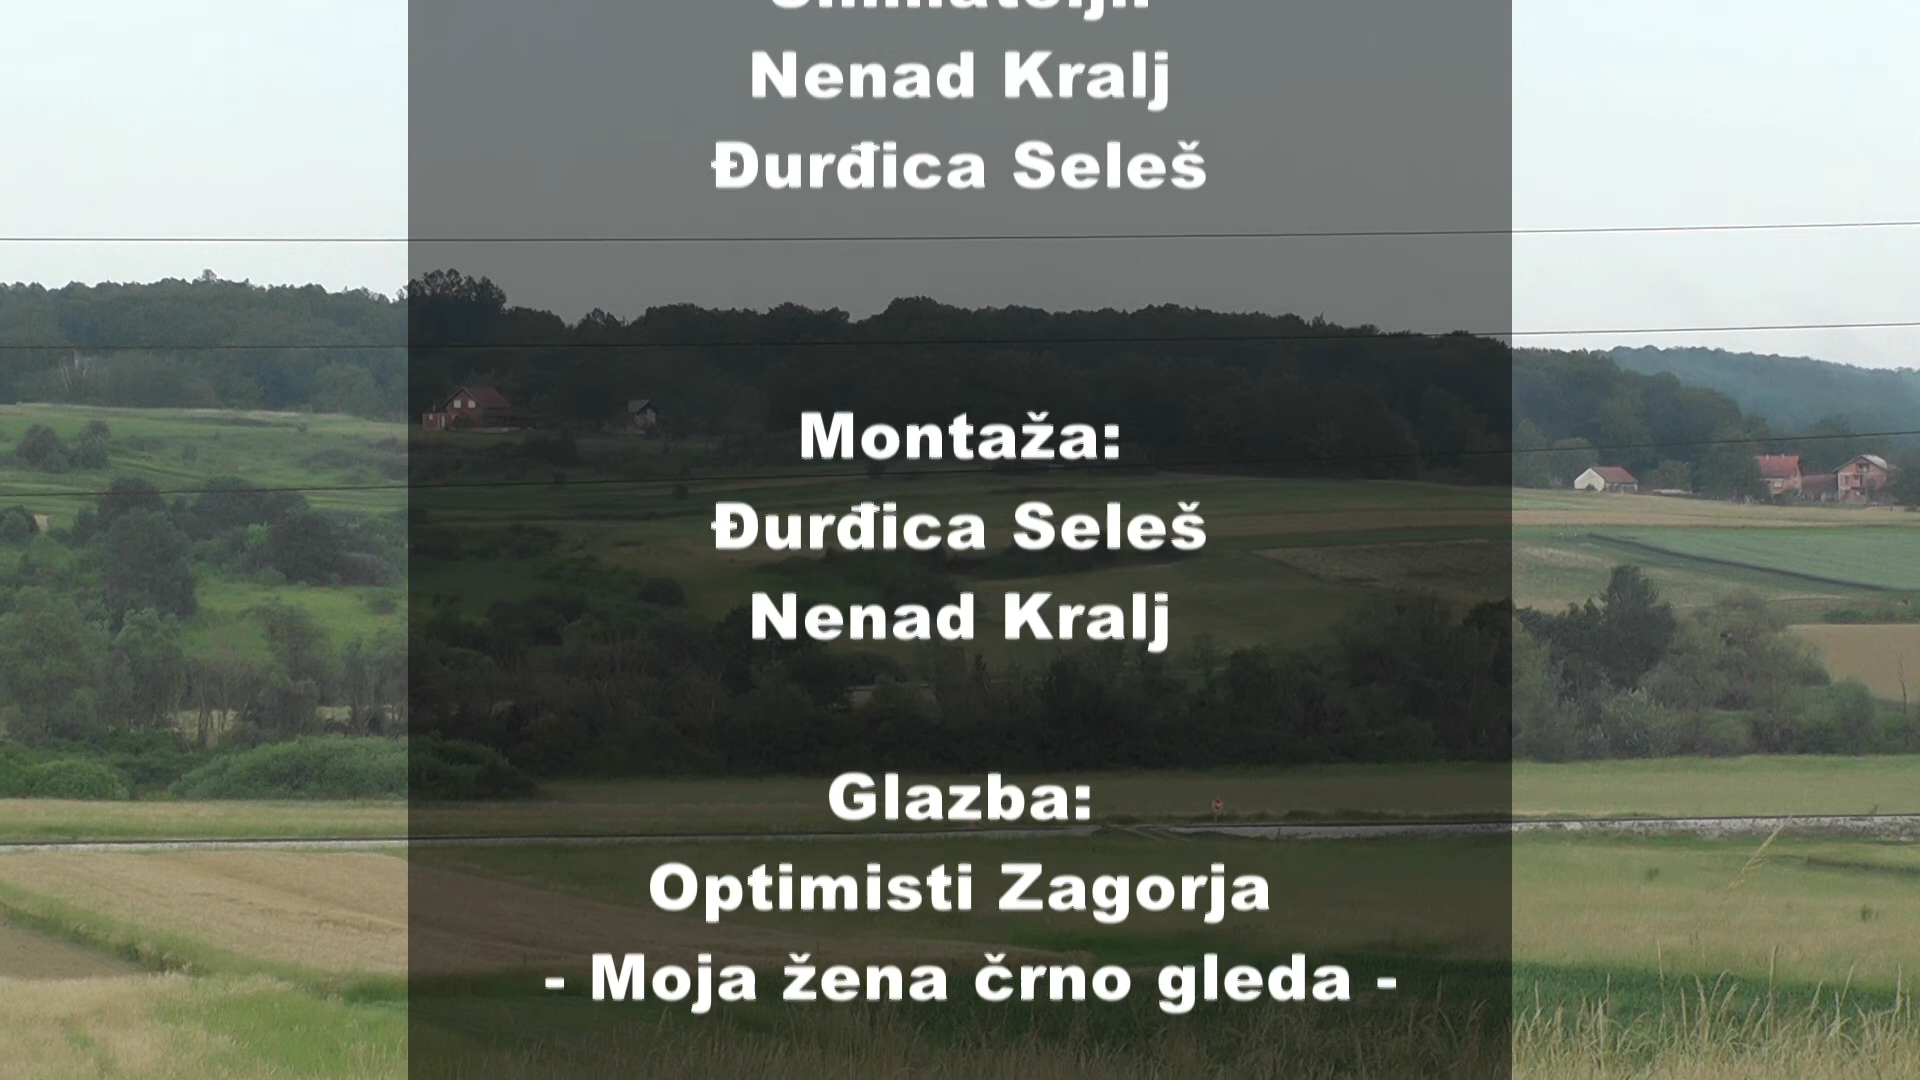 Nenad Kralj
Đurđica Seleš
Montaža:
Đurđica Seleš
Nenad Kralj
Glazba:
Optimisti Zagorja
- Moja žena črno gleda -